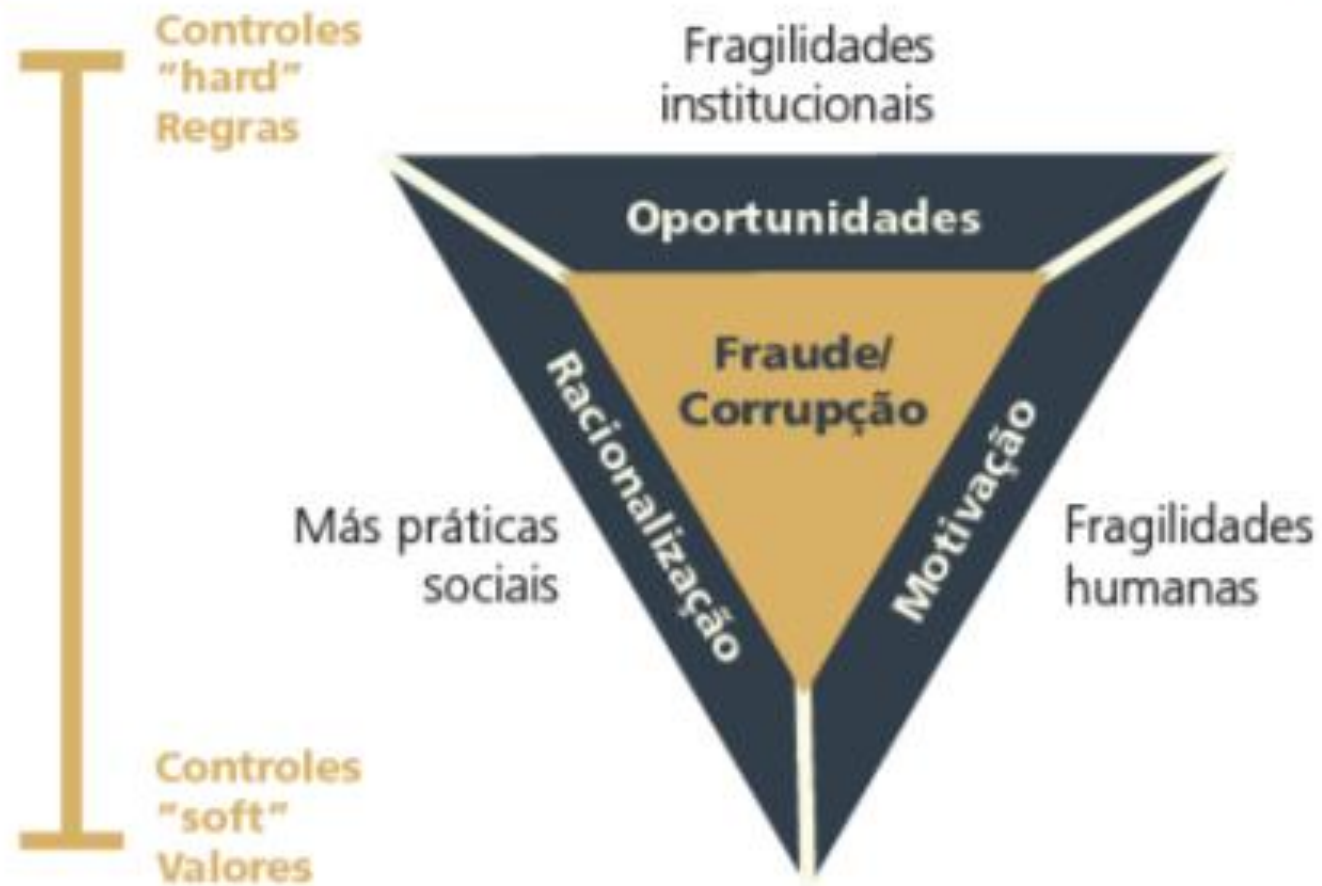 Controles
"hard"
Regras
Fragilidades
institucionais
Oportunidades
Fraude/
Corrupção
Racionalização
Motivação
Más práticas
sociais
Fragilidades
humanas
Controles
"soft"
Valores